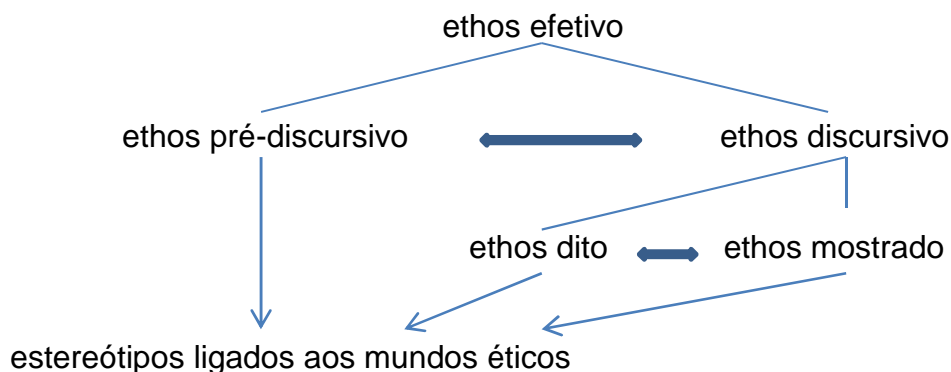 ethos efetivo
ethos pré-discursivo ethos discursivo
ethos dito ethos mostrado
estereótipos ligados aos mundos éticos